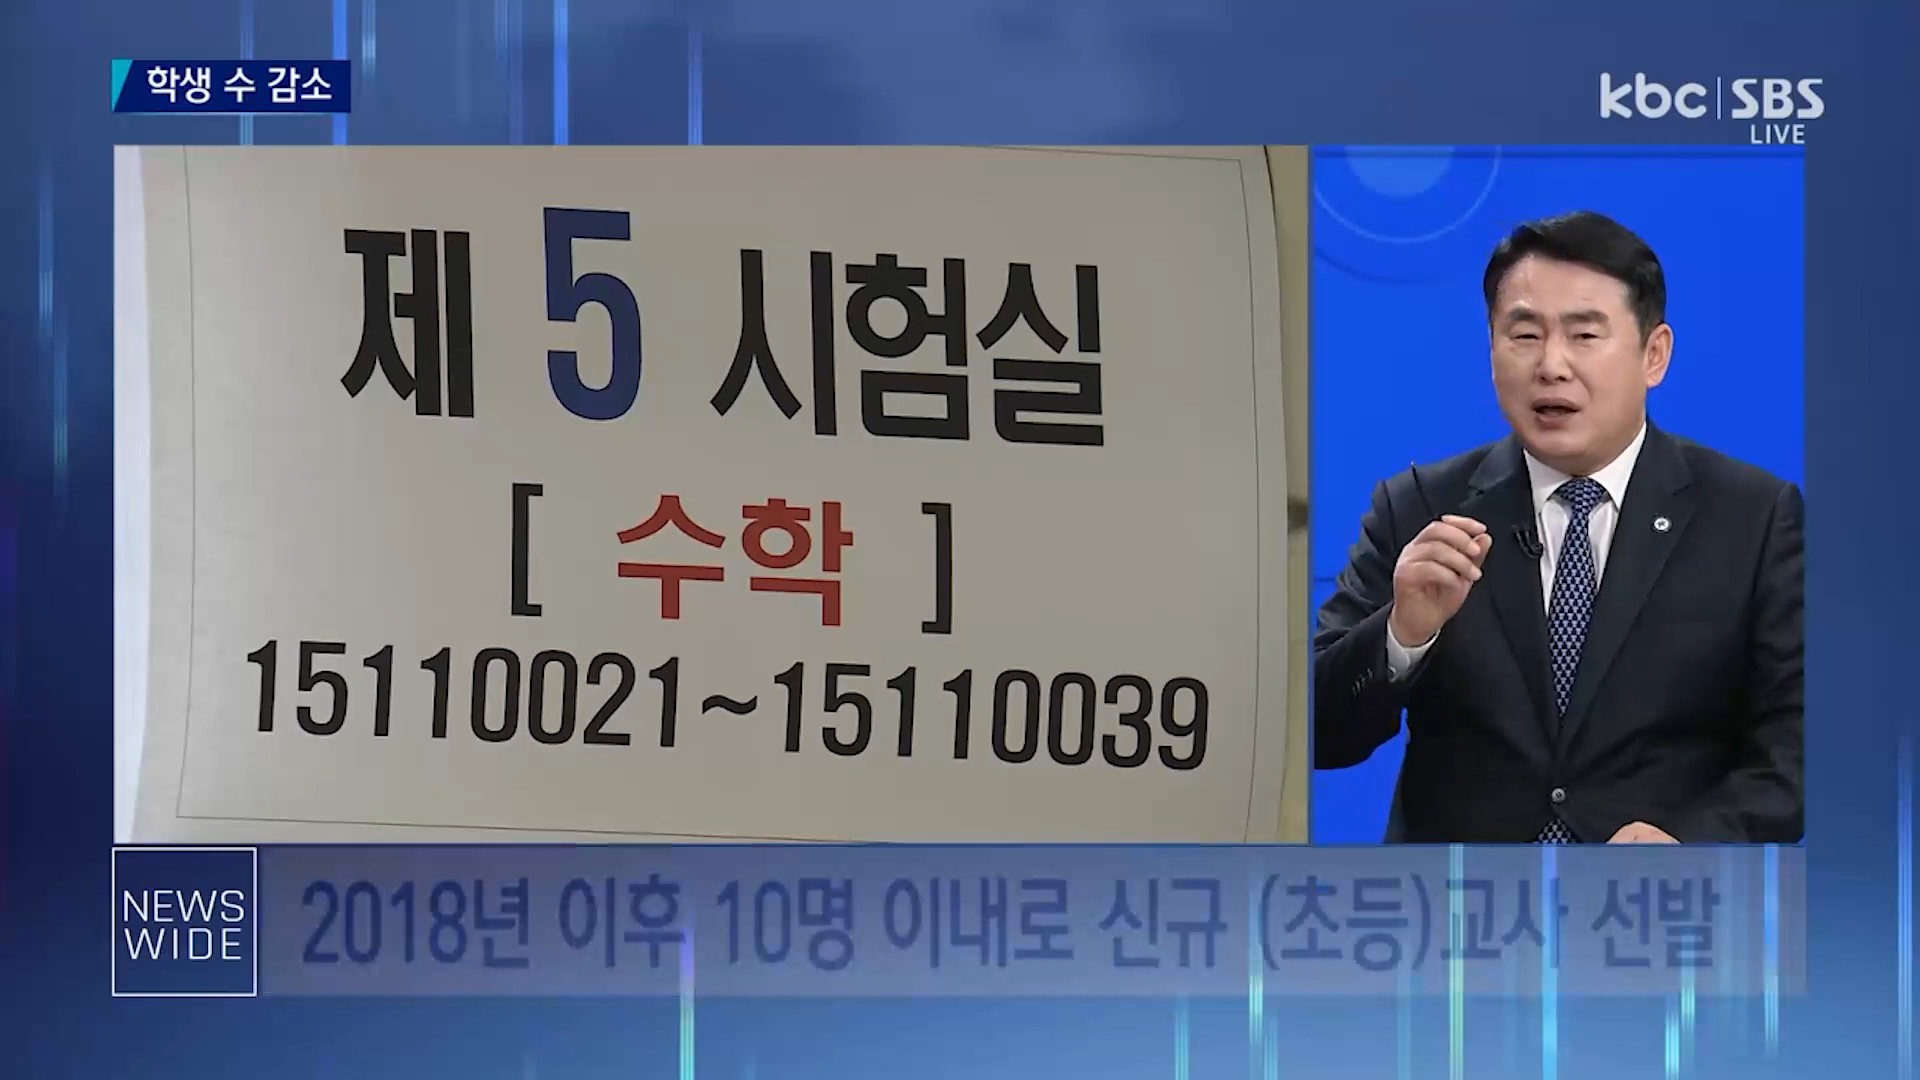 학생 수 감소
kbc SBS
LIVE
제 5 시험실
[ 수학 ]
15110021~15110039
NEWS
WIDE
2018년 이후 10명 이내로 신규 (초등)교사 선발